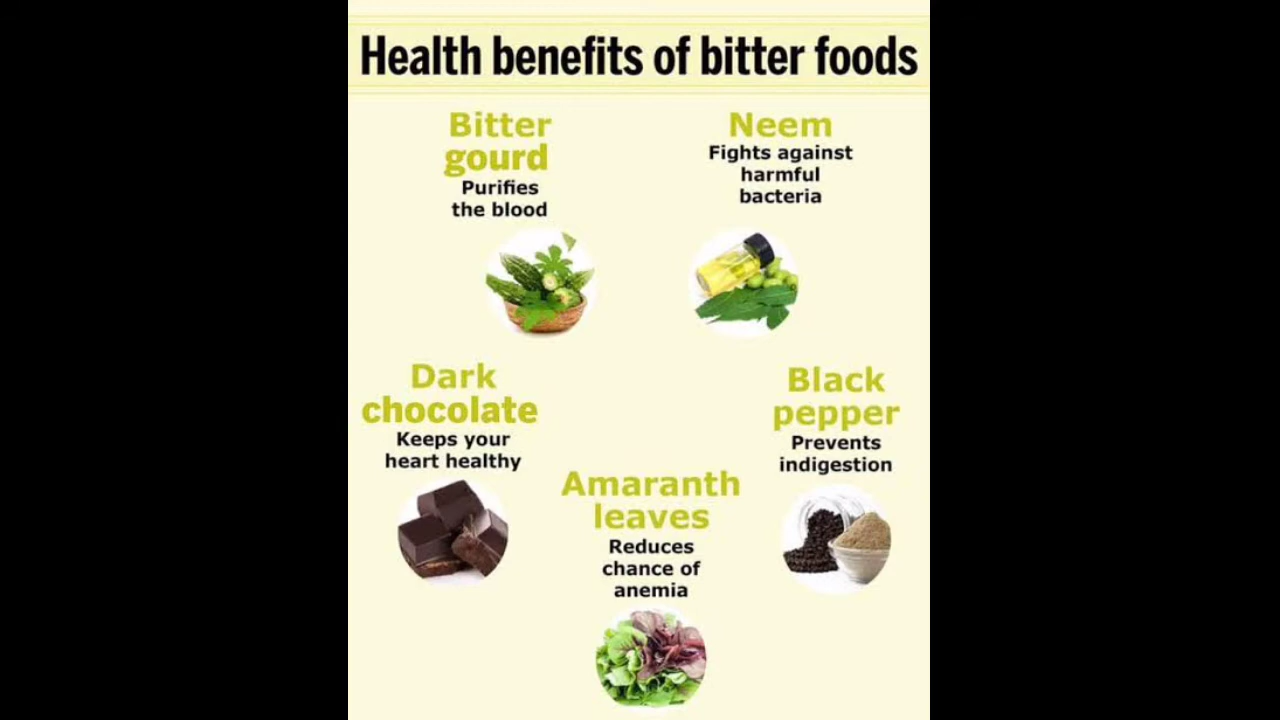 Health benefits of bitter foods
Bitter
gourd
Purifies
the blood
Neem
Fights against
harmful
bacteria
Dark
chocolate
Keeps your
heart healthy
Black
pepper
Prevents
indigestion
Amaranth
leaves
Reduces
chance of
anemia